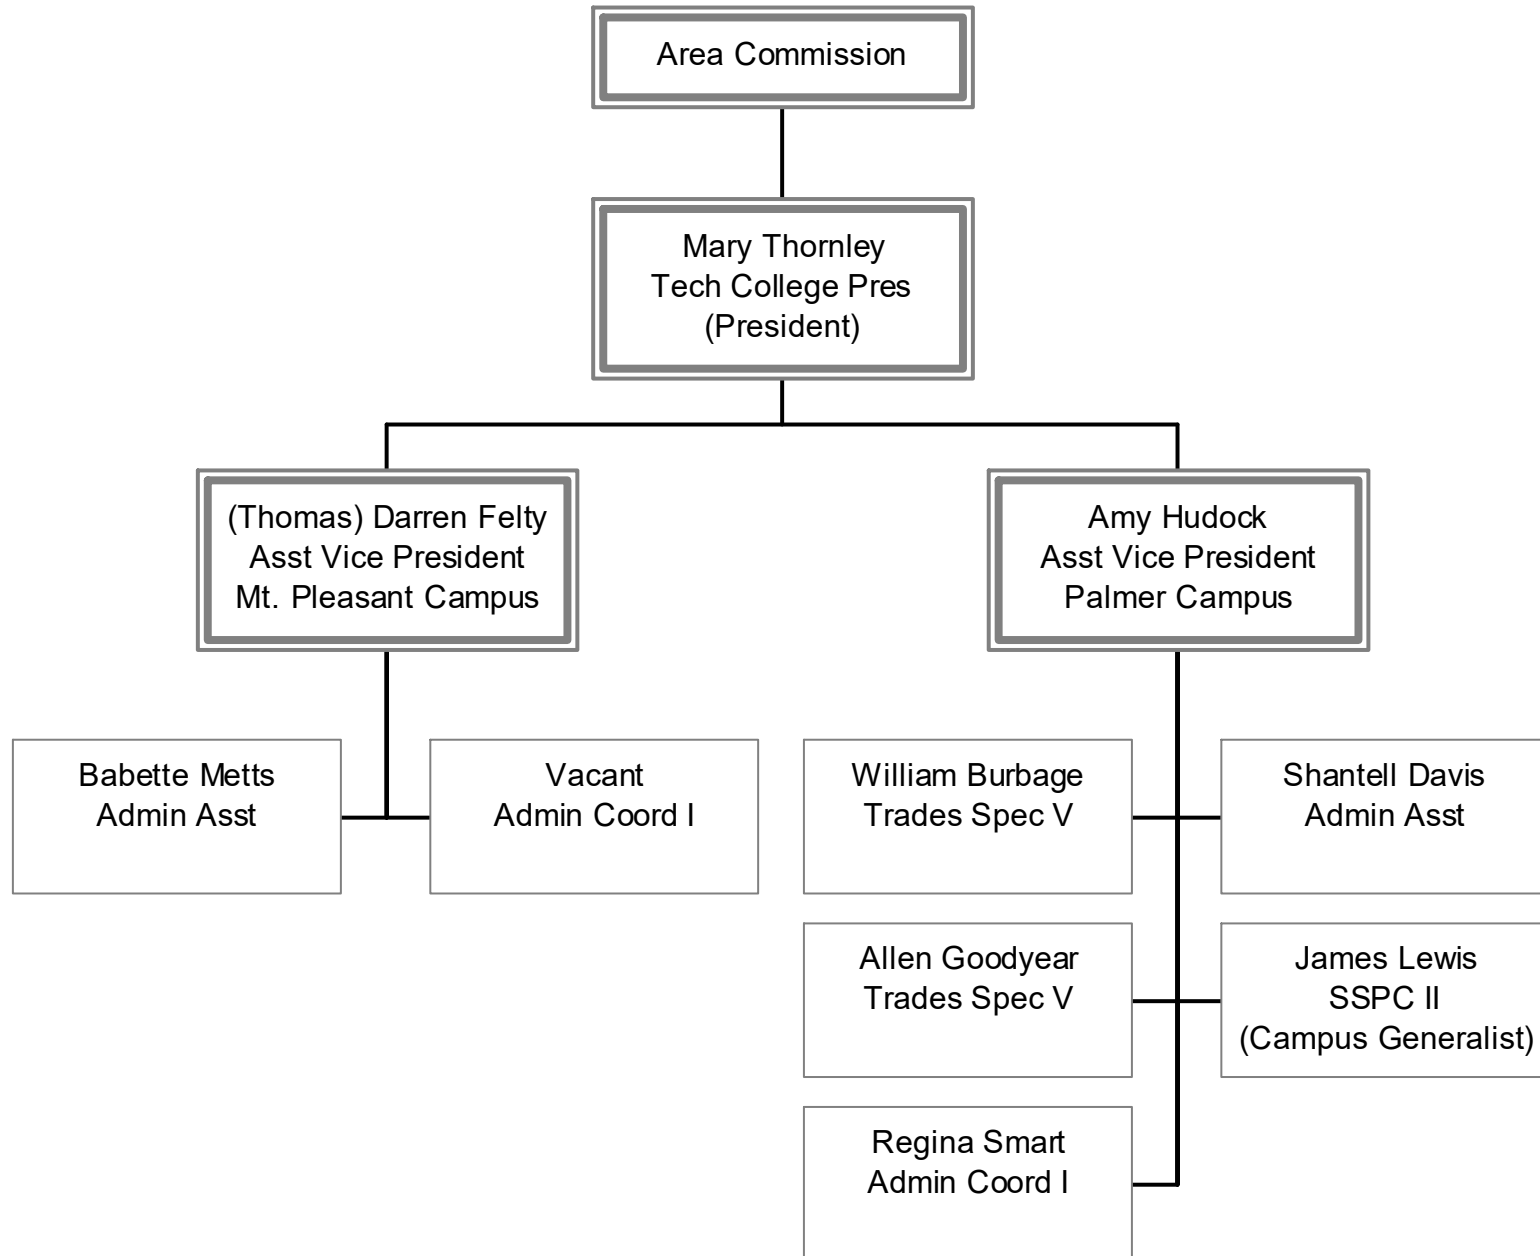 Area Commission
Mary Thornley
Tech College Pres
(President)
(Thomas) Darren Felty
Asst Vice President
Mt. Pleasant Campus
Amy Hudock
Asst Vice President
Palmer Campus
Babette Metts
Admin Asst
Vacant
Admin Coord I
William Burbage
Trades Spec V
Shantell Davis
Admin Asst
Allen Goodyear
Trades Spec V
James Lewis
SSPC II
(Campus Generalist)
Regina Smart
Admin Coord I